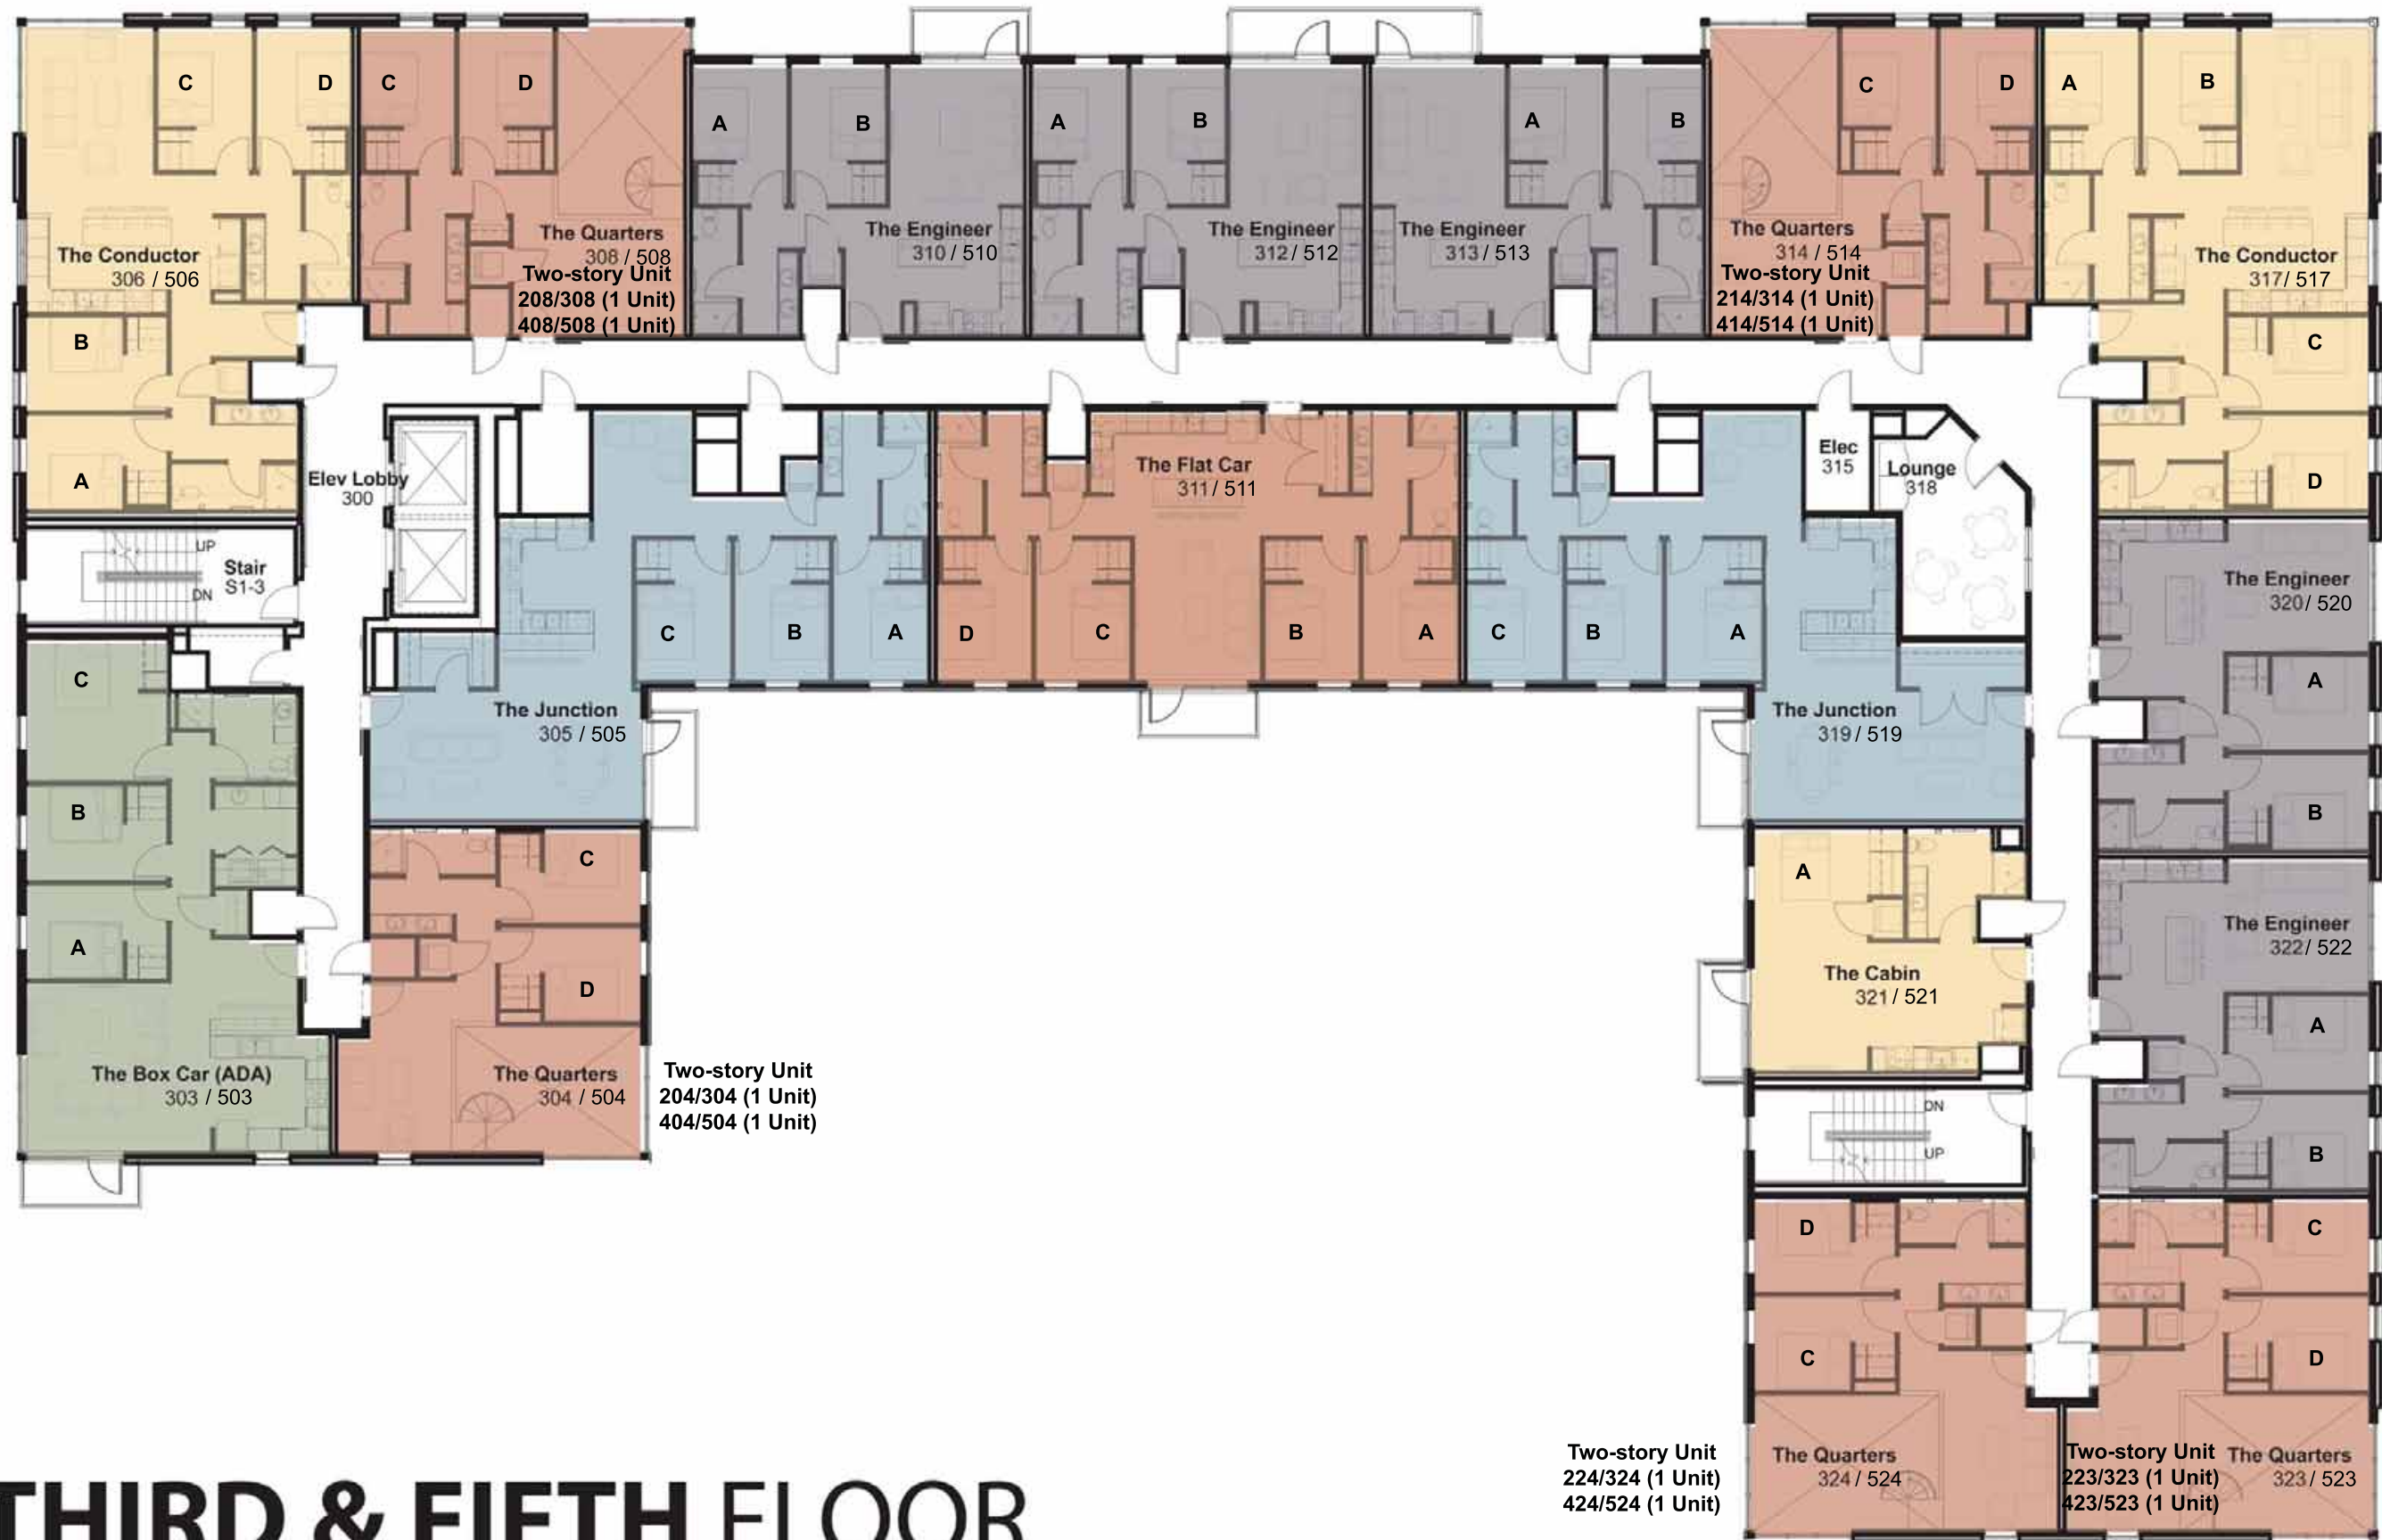 C
D
C
D
The Conductor
306 / 506
B
A
The Quarters
308 / 508
Two-story Unit
208/308 (1 Unit)
408/508 (1 Unit)
A
B
The Engineer
310 / 510
A
B
The Engineer
312 / 512
A
B
The Engineer
313 / 513
C
D
The Quarters
314 / 514
Two-story Unit
214/314 (1 Unit)
414/514 (1 Unit)
A
B
The Conductor
317 / 517
C
D
Elev Lobby
300
UP
DN
Stair
S1-3
C
B
A
The Junction
305 / 505
The Flat Car
311 / 511
D
C
B
A
C
B
A
The Junction
319 / 519
Elec
315
Lounge
318
The Engineer
320 / 520
A
B
C
B
A
The Box Car (ADA)
303 / 503
C
D
The Quarters
304 / 504
Two-story Unit
204/304 (1 Unit)
404/504 (1 Unit)
A
The Cabin
321 / 521
DN
UP
The Engineer
322 / 522
A
B
D
C
The Quarters
324 / 524
Two-story Unit
224/324 (1 Unit)
424/524 (1 Unit)
C
D
Two-story Unit
223/323 (1 Unit)
423/523 (1 Unit)
The Quarters
323 / 523
THIRD & FIFTH FLOOR